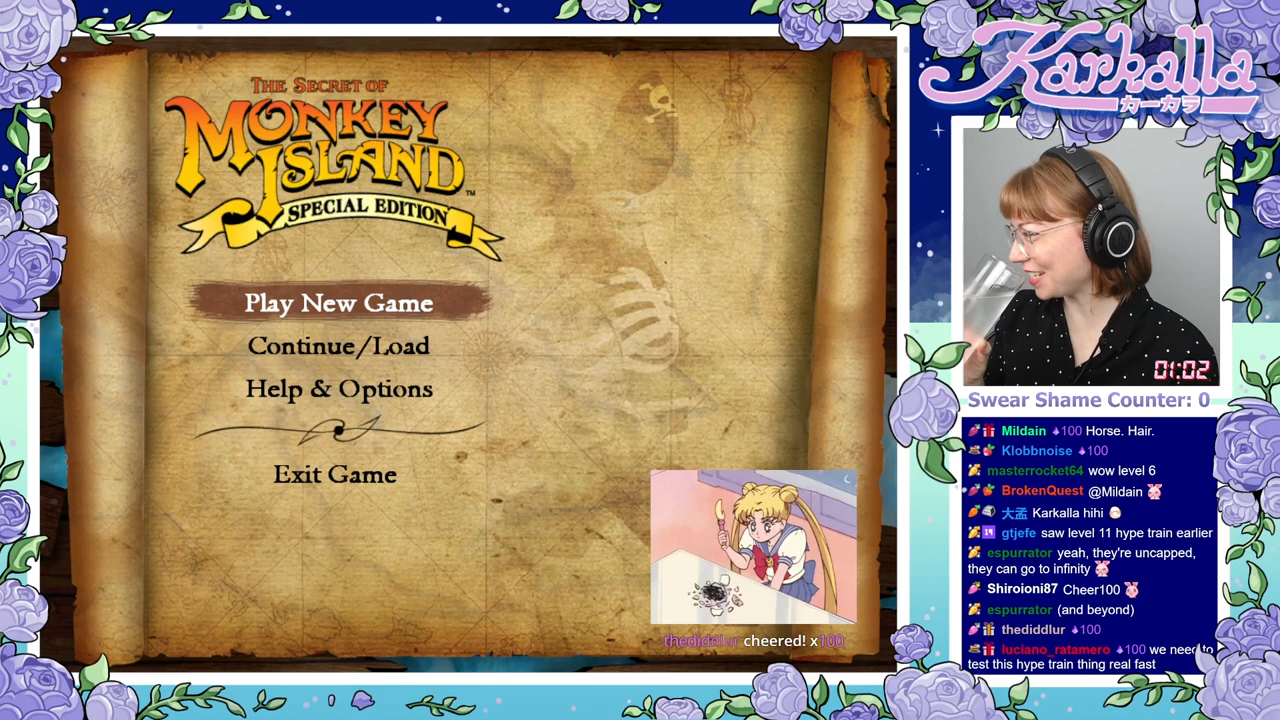 THE SECRET OF
MONKEY
ISLAND™
SPECIAL EDITION
Play New Game
Continue/Load
Help & Options
Exit Game
thediddlur cheered! x100
Karkalla
カーカラ
01:02
Swear Shame Counter: 0
Mildain 100 Horse. Hair.
Klobbnoise 100
masterrocket64 wow level 6
BrokenQuest @Mildain
大孟 Karkalla hihi
gtjefe saw level 11 hype train earlier
espurrator yeah, they're uncapped,
they can go to infinity
Shiroioni87 Cheer100
espurrator (and beyond)
thediddlur 100
luciano_ratamero 100 we need to
test this hype train thing real fast